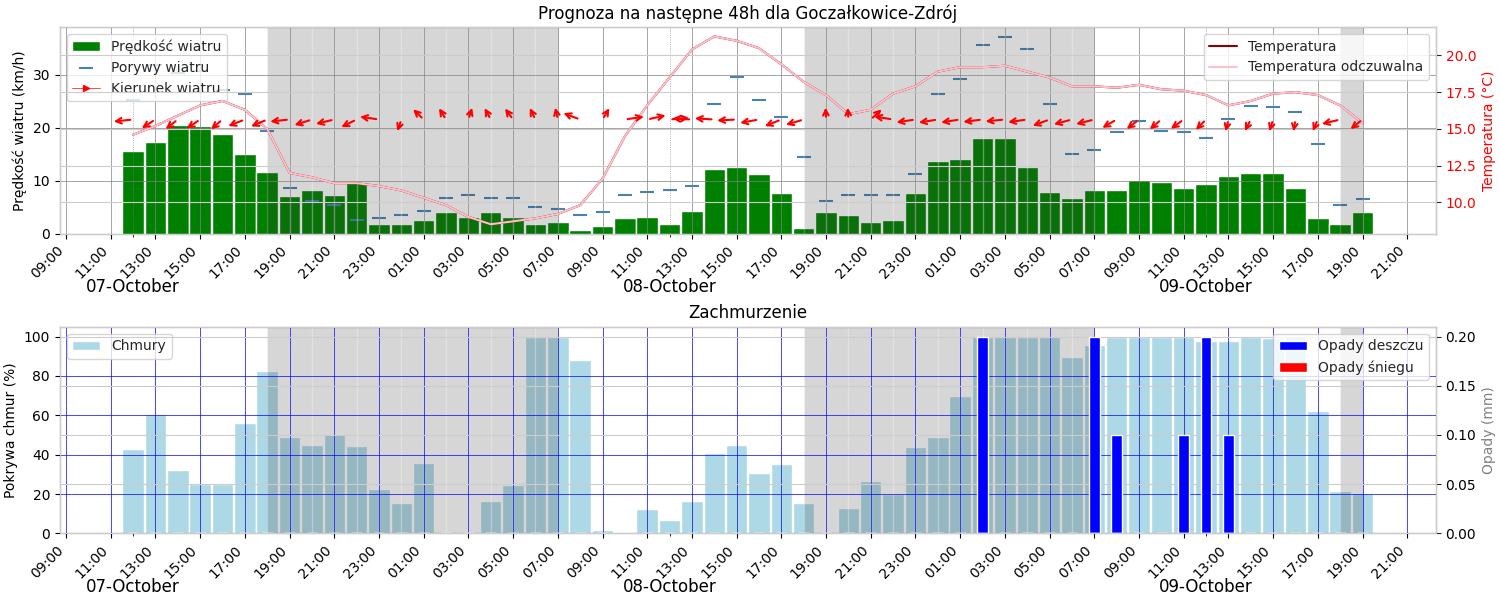 Prognoza na następne 48h dla Goczałkowice-Zdrój
Prędkość wiatru (km/h)
30
20
10
0
Prędkość wiatru
Porywy wiatru
Kierunek wiatru
Temperatura
Temperatura odczuwalna
20.0
17.5
15.0
12.5
10.0
Temperatura (°C)
09:00 11:00 13:00 15:00 17:00 19:00 21:00 23:00 01:00 03:00 05:00 07:00 09:00 11:00 13:00 15:00 17:00 19:00 21:00 23:00 01:00 03:00 05:00 07:00 09:00 11:00 13:00 15:00 17:00 19:00 21:00
07-October 08-October 09-October
Zachmurzenie
Pokrywa chmur (%)
100
80
60
40
20
0
Chmury
Opady deszczu
Opady śniegu
0.20
0.15
0.10
0.05
0.00
Opady (mm)
09:00 11:00 13:00 15:00 17:00 19:00 21:00 23:00 01:00 03:00 05:00 07:00 09:00 11:00 13:00 15:00 17:00 19:00 21:00 23:00 01:00 03:00 05:00 07:00 09:00 11:00 13:00 15:00 17:00 19:00 21:00
07-October 08-October 09-October